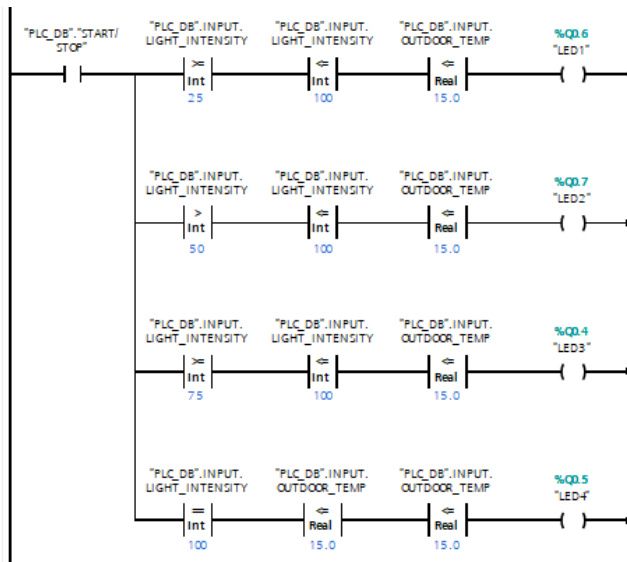 "PLC_DB"."START/
STOP"
"PLC_DB".INPUT.
LIGHT_INTENSITY
>=
Int
25
"PLC_DB".INPUT.
LIGHT_INTENSITY
<=
Int
100
"PLC_DB".INPUT.
OUTDOOR_TEMP
<=
Real
15.0
%Q0.6
"LED1"
"PLC_DB".INPUT.
LIGHT_INTENSITY
>
Int
50
"PLC_DB".INPUT.
LIGHT_INTENSITY
<=
Int
100
"PLC_DB".INPUT.
OUTDOOR_TEMP
<=
Real
15.0
%Q0.7
"LED2"
"PLC_DB".INPUT.
LIGHT_INTENSITY
>=
Int
75
"PLC_DB".INPUT.
LIGHT_INTENSITY
<=
Int
100
"PLC_DB".INPUT.
OUTDOOR_TEMP
<=
Real
15.0
%Q0.4
"LED3"
"PLC_DB".INPUT.
LIGHT_INTENSITY
==
Int
100
"PLC_DB".INPUT.
OUTDOOR_TEMP
<=
Real
15.0
"PLC_DB".INPUT.
OUTDOOR_TEMP
<=
Real
15.0
%Q0.5
"LED4"